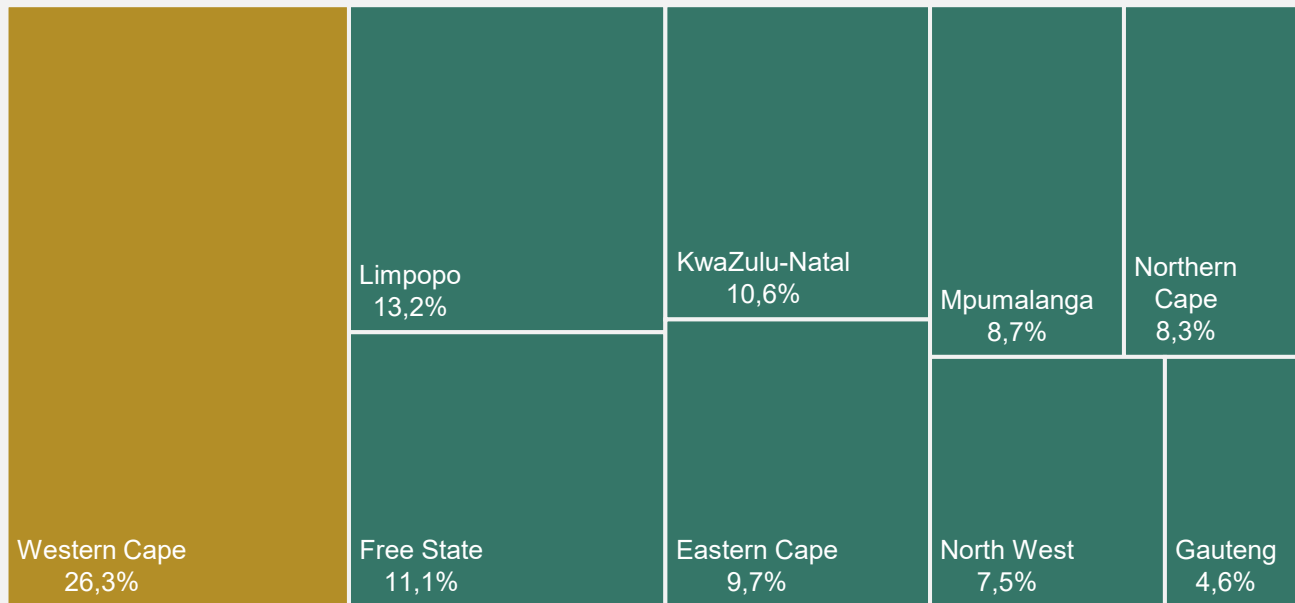 Western Cape
26,3%
Limpopo
13,2%
Free State
11,1%
KwaZulu-Natal
10,6%
Eastern Cape
9,7%
Mpumalanga
8,7%
Northern
Cape
8,3%
North West
7,5%
Gauteng
4,6%